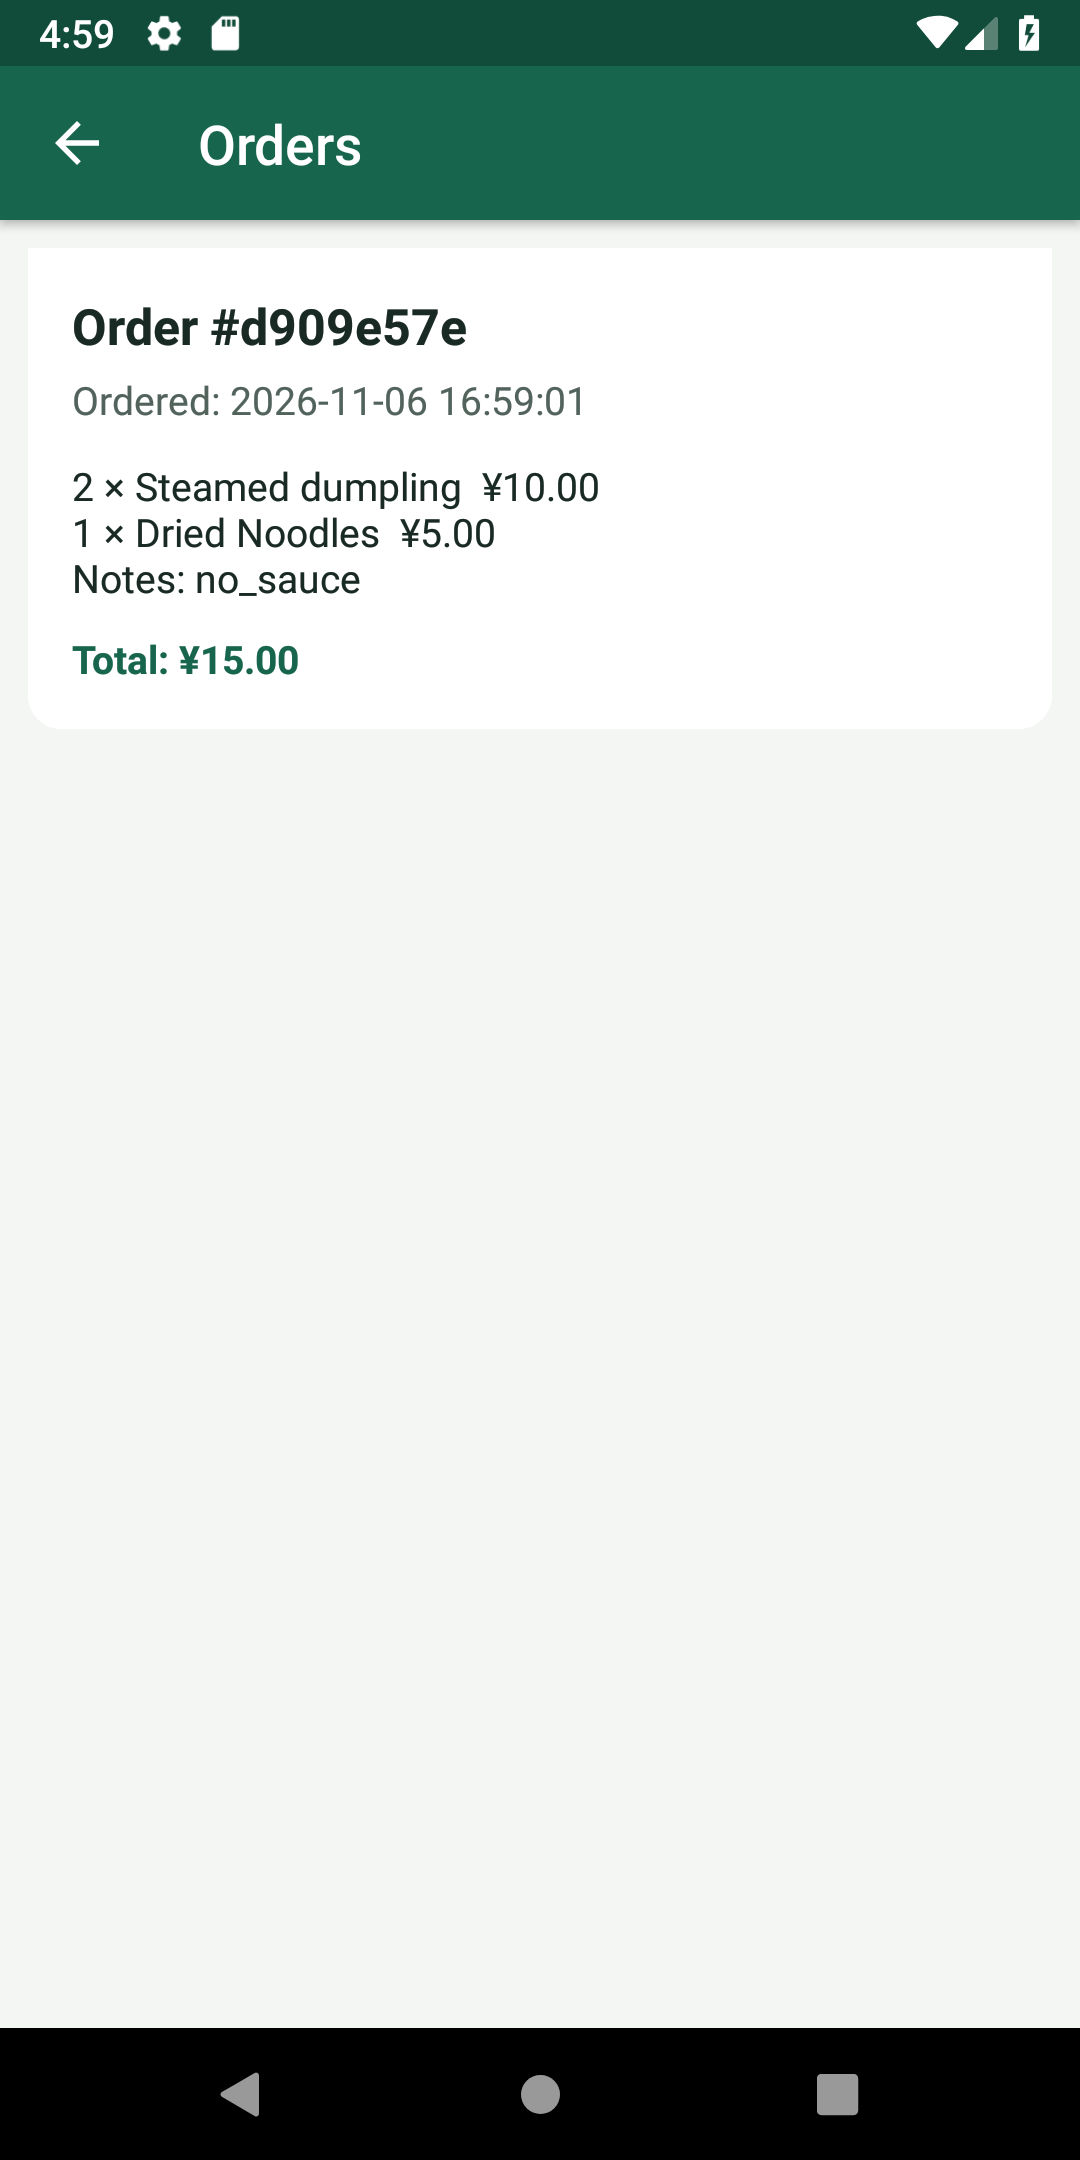 4:59
Orders
Order #d909e57e
Ordered: 2026-11-06 16:59:01
2 × Steamed dumpling  ¥10.00
1 × Dried Noodles  ¥5.00
Notes: no_sauce
Total: ¥15.00